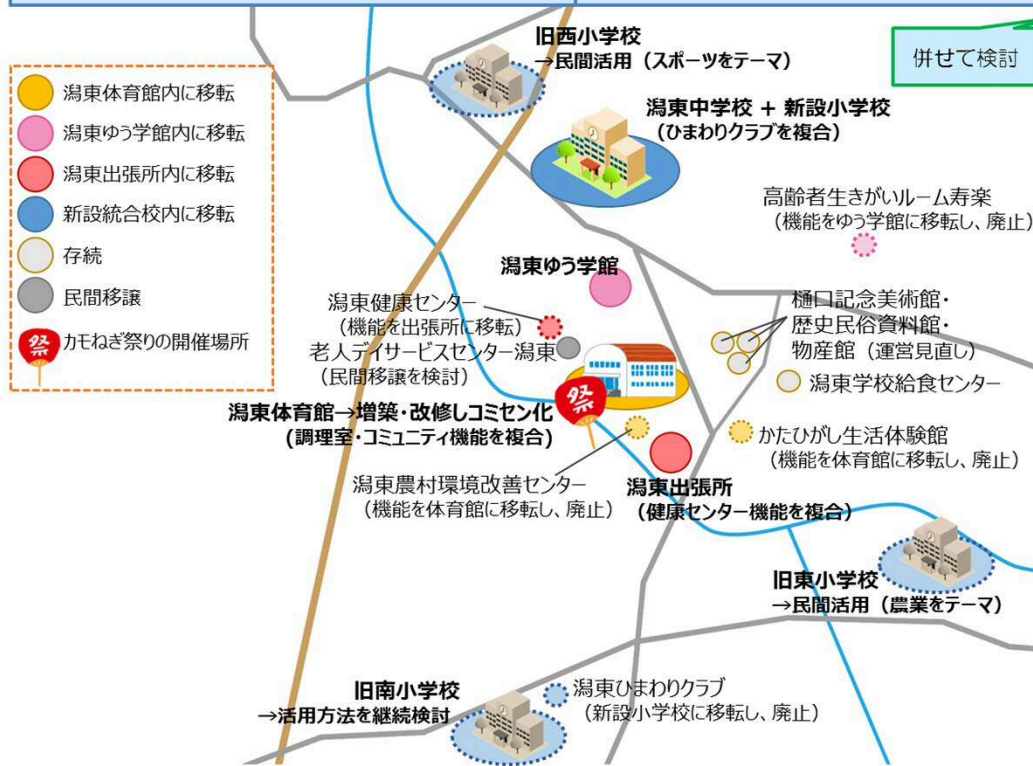 旧西小学校
→民間活用（スポーツをテーマ）
併せて検討
潟東体育館内に移転
潟東ゆう学館内に移転
潟東出張所内に移転
新設統合校内に移転
存続
民間移譲
祭
カモねぎ祭りの開催場所
潟東中学校 + 新設小学校
（ひまわりクラブを複合）
高齢者生きがいルーム寿楽
（機能をゆう学館に移転し、廃止）
潟東ゆう学館
潟東健康センター
（機能を出張所に移転）
老人デイサービスセンター潟東
（民間移譲を検討）
樋口記念美術館・
歴史民俗資料館・
物産館（運営見直し）
潟東学校給食センター
祭
潟東体育館→増築・改修しコミセン化
（調理室・コミュニティ機能を複合）
かたひがし生活体験館
（機能を体育館に移転し、廃止）
潟東農村環境改善センター
（機能を体育館に移転し、廃止）
潟東出張所
（健康センター機能を複合）
旧東小学校
→民間活用（農業をテーマ）
旧南小学校
→活用方法を継続検討
潟東ひまわりクラブ
（新設小学校に移転し、廃止）